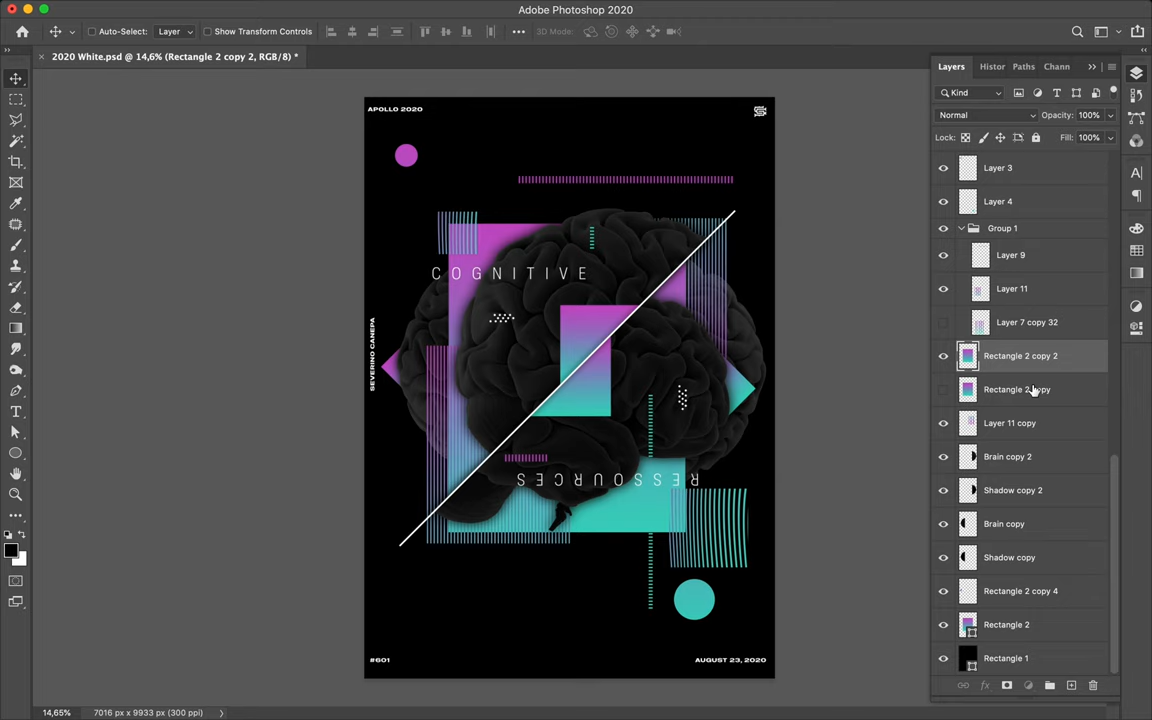 Adobe Photoshop 2020
Auto-Select: Layer Show Transform Controls ••• 3D Mode:
2020 White.psd @ 14,6% (Rectangle 2 copy 2, RGB/8) *
Layers Histor Paths Chann
Kind
Normal Opacity: 100%
Lock: Fill: 100%
Layer 3
Layer 4
Group 1
Layer 9
Layer 11
Layer 7 copy 32
Rectangle 2 copy 2
Rectangle 2 copy
Layer 11 copy
Brain copy 2
Shadow copy 2
Brain copy
Shadow copy
Rectangle 2 copy 4
Rectangle 2
Rectangle 1
APOLLO 2020
COGNITIVE
SEVERINO CANEPA
RESSOURCES
#601
AUGUST 23, 2020
14,65% 7016 px x 9933 px (300 ppi)